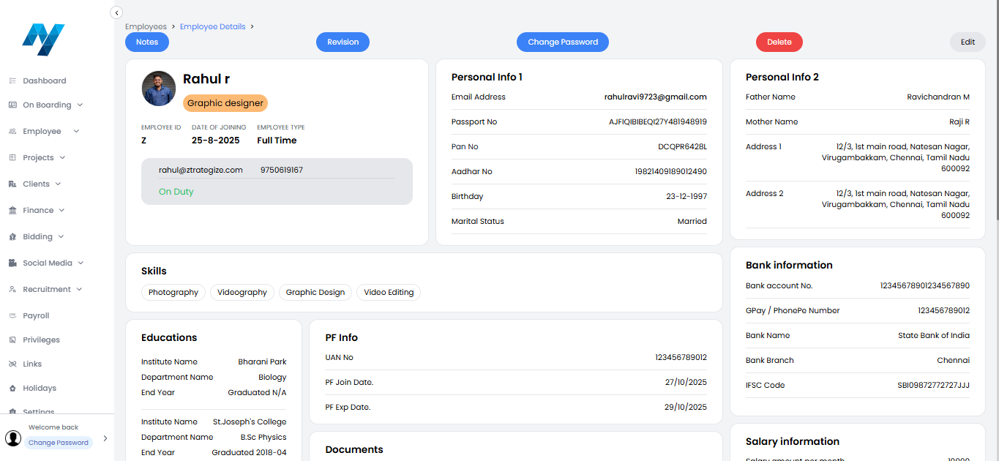 Employees > Employee Details >
Notes
Revision
Change Password
Delete
Edit
Dashboard
On Boarding
Employee
Projects
Clients
Finance
Bidding
Social Media
Recruitment
Payroll
Privileges
Links
Holidays
Settings
Welcome back
Change Password
Rahul r
Graphic designer
EMPLOYEE ID DATE OF JOINING EMPLOYEE TYPE
Z 25-8-2025 Full Time
rahul@ztrategize.com 9750619167
On Duty
Personal Info 1
Email Address rahulravi9723@gmail.com
Passport No AJFIQIBIBEQI27Y481948919
Pan No DCQPR6428L
Aadhar No 19821409189012490
Birthday 23-12-1997
Marital Status Married
Personal Info 2
Father Name Ravichandran M
Mother Name Raji R
Address 1 12/3, 1st main road, Natesan Nagar,
Virugambakkam, Chennai, Tamil Nadu
600092
Address 2 12/3, 1st main road, Natesan Nagar,
Virugambakkam, Chennai, Tamil Nadu
600092
Skills
Photography Videography Graphic Design Video Editing
Bank information
Bank account No. 12345678901234567890
GPay / PhonePe Number 123456789012
Bank Name State Bank of India
Bank Branch Chennai
IFSC Code SBI09872772727JJJ
Educations
Institute Name Bharani Park
Department Name Biology
End Year Graduated N/A
Institute Name St.Joseph's College
Department Name B.Sc Physics
End Year Graduated 2018-04
PF Info
UAN No 123456789012
PF Join Date. 27/10/2025
PF Exp Date. 29/10/2025
Documents
Salary information
Salary amount per month 10000